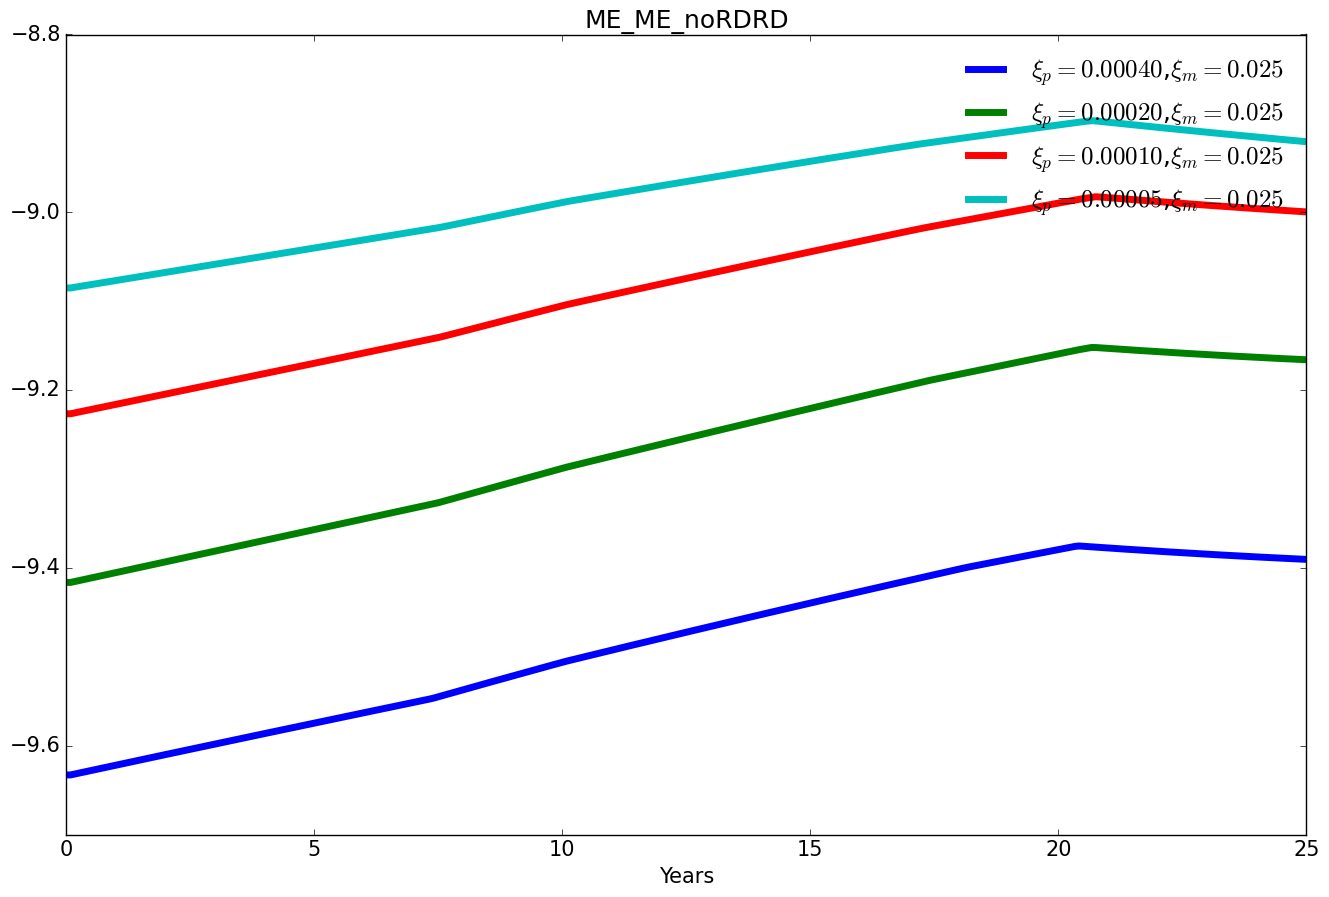 ME_ME_noRDRD
−8.8
−9.0
−9.2
−9.4
−9.6
ξp = 0.00040,ξm = 0.025
ξp = 0.00020,ξm = 0.025
ξp = 0.00010,ξm = 0.025
ξp = 0.00005,ξm = 0.025
0 5 10 15 20 25
Years